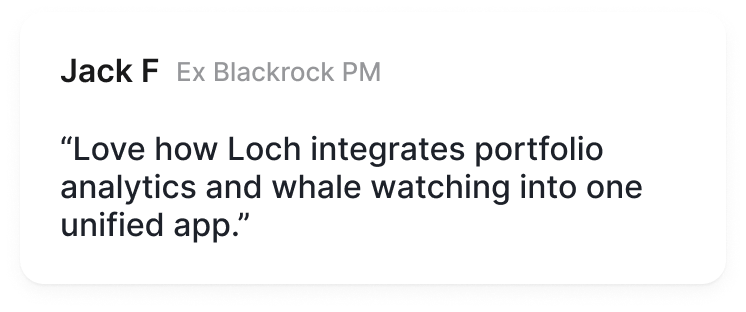 Jack F Ex Blackrock PM
“Love how Loch integrates portfolio
analytics and whale watching into one
unified app.”